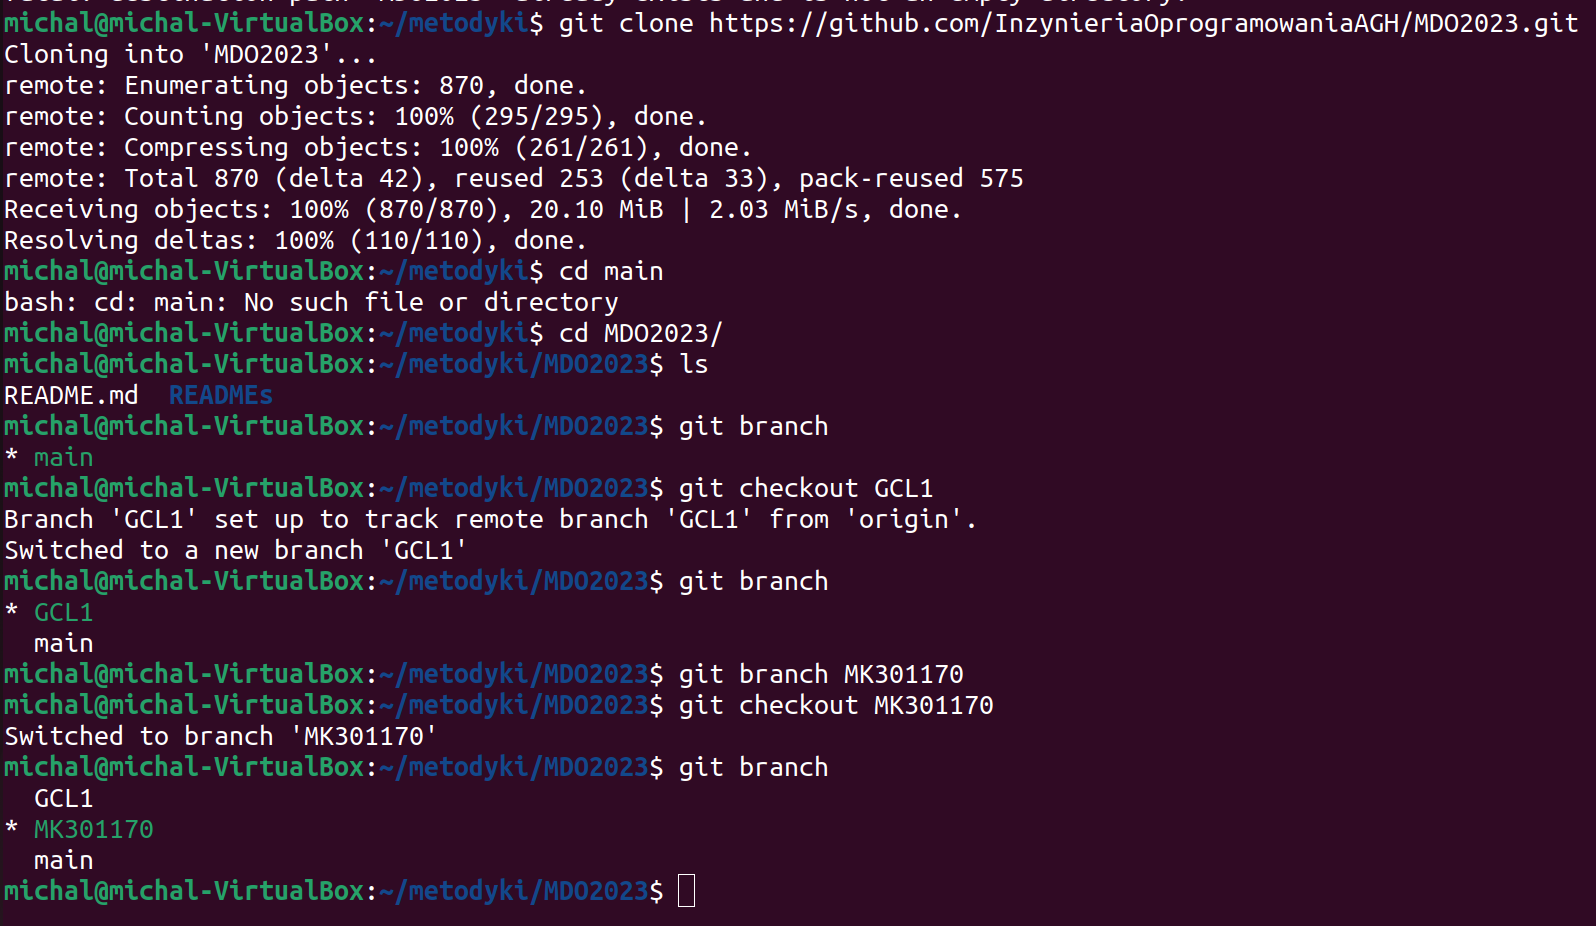 michal@michal-VirtualBox:~/metodyki$ git clone https://github.com/InzynieriaOprogramowaniaAGH/MDO2023.git
Cloning into 'MDO2023'...
remote: Enumerating objects: 870, done.
remote: Counting objects: 100% (295/295), done.
remote: Compressing objects: 100% (261/261), done.
remote: Total 870 (delta 42), reused 253 (delta 33), pack-reused 575
Receiving objects: 100% (870/870), 20.10 MiB | 2.03 MiB/s, done.
Resolving deltas: 100% (110/110), done.
michal@michal-VirtualBox:~/metodyki$ cd main
bash: cd: main: No such file or directory
michal@michal-VirtualBox:~/metodyki$ cd MDO2023/
michal@michal-VirtualBox:~/metodyki/MDO2023$ ls
README.md  READMEs
michal@michal-VirtualBox:~/metodyki/MDO2023$ git branch
* main
michal@michal-VirtualBox:~/metodyki/MDO2023$ git checkout GCL1
Branch 'GCL1' set up to track remote branch 'GCL1' from 'origin'.
Switched to a new branch 'GCL1'
michal@michal-VirtualBox:~/metodyki/MDO2023$ git branch
* GCL1
  main
michal@michal-VirtualBox:~/metodyki/MDO2023$ git branch MK301170
michal@michal-VirtualBox:~/metodyki/MDO2023$ git checkout MK301170
Switched to branch 'MK301170'
michal@michal-VirtualBox:~/metodyki/MDO2023$ git branch
  GCL1
* MK301170
  main
michal@michal-VirtualBox:~/metodyki/MDO2023$